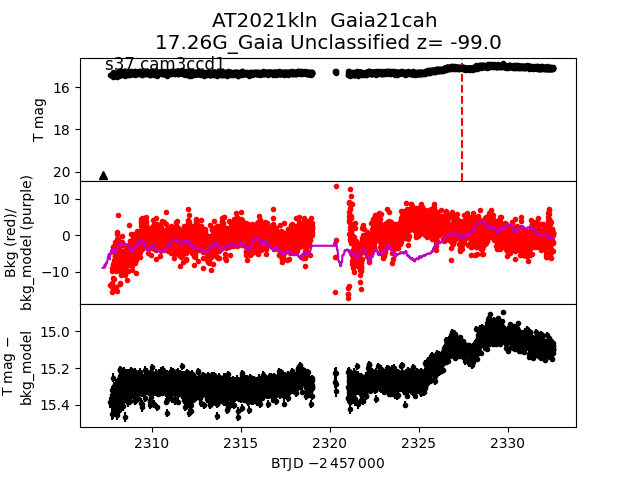 AT2021kln  Gaia21cah
17.26G_Gaia Unclassified z= -99.0
s37 cam3ccd1
16
18
20
T mag
10
0
−10
Bkg (red)/
bkg_model (purple)
15.0
15.2
15.4
T mag −
bkg_model
2310
2315
2320
2325
2330
BTJD −2 457 000